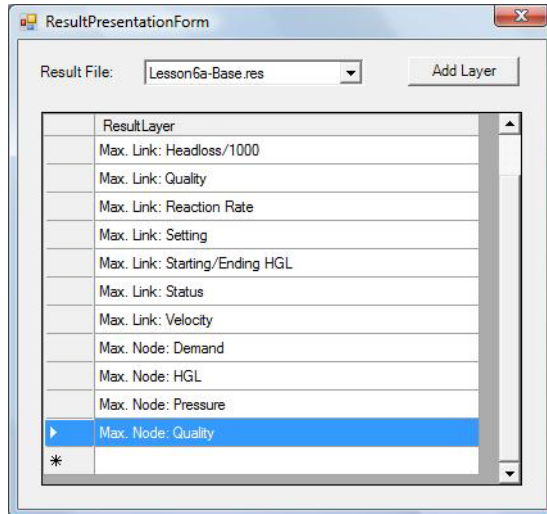 ResultPresentationForm
Result File: Lesson6a-Base.res Add Layer
ResultLayer
Max. Link: Headloss/1000
Max. Link: Quality
Max. Link: Reaction Rate
Max. Link: Setting
Max. Link: Starting/Ending HGL
Max. Link: Status
Max. Link: Velocity
Max. Node: Demand
Max. Node: HGL
Max. Node: Pressure
Max. Node: Quality